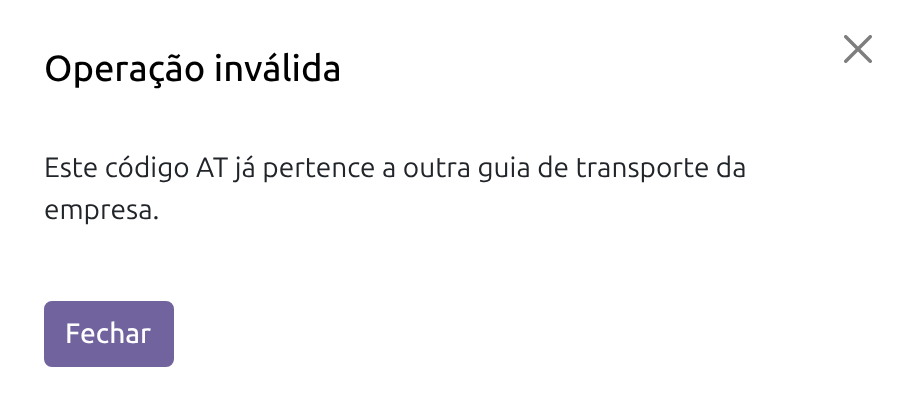 Operação inválida
Este código AT já pertence a outra guia de transporte da
empresa.
Fechar